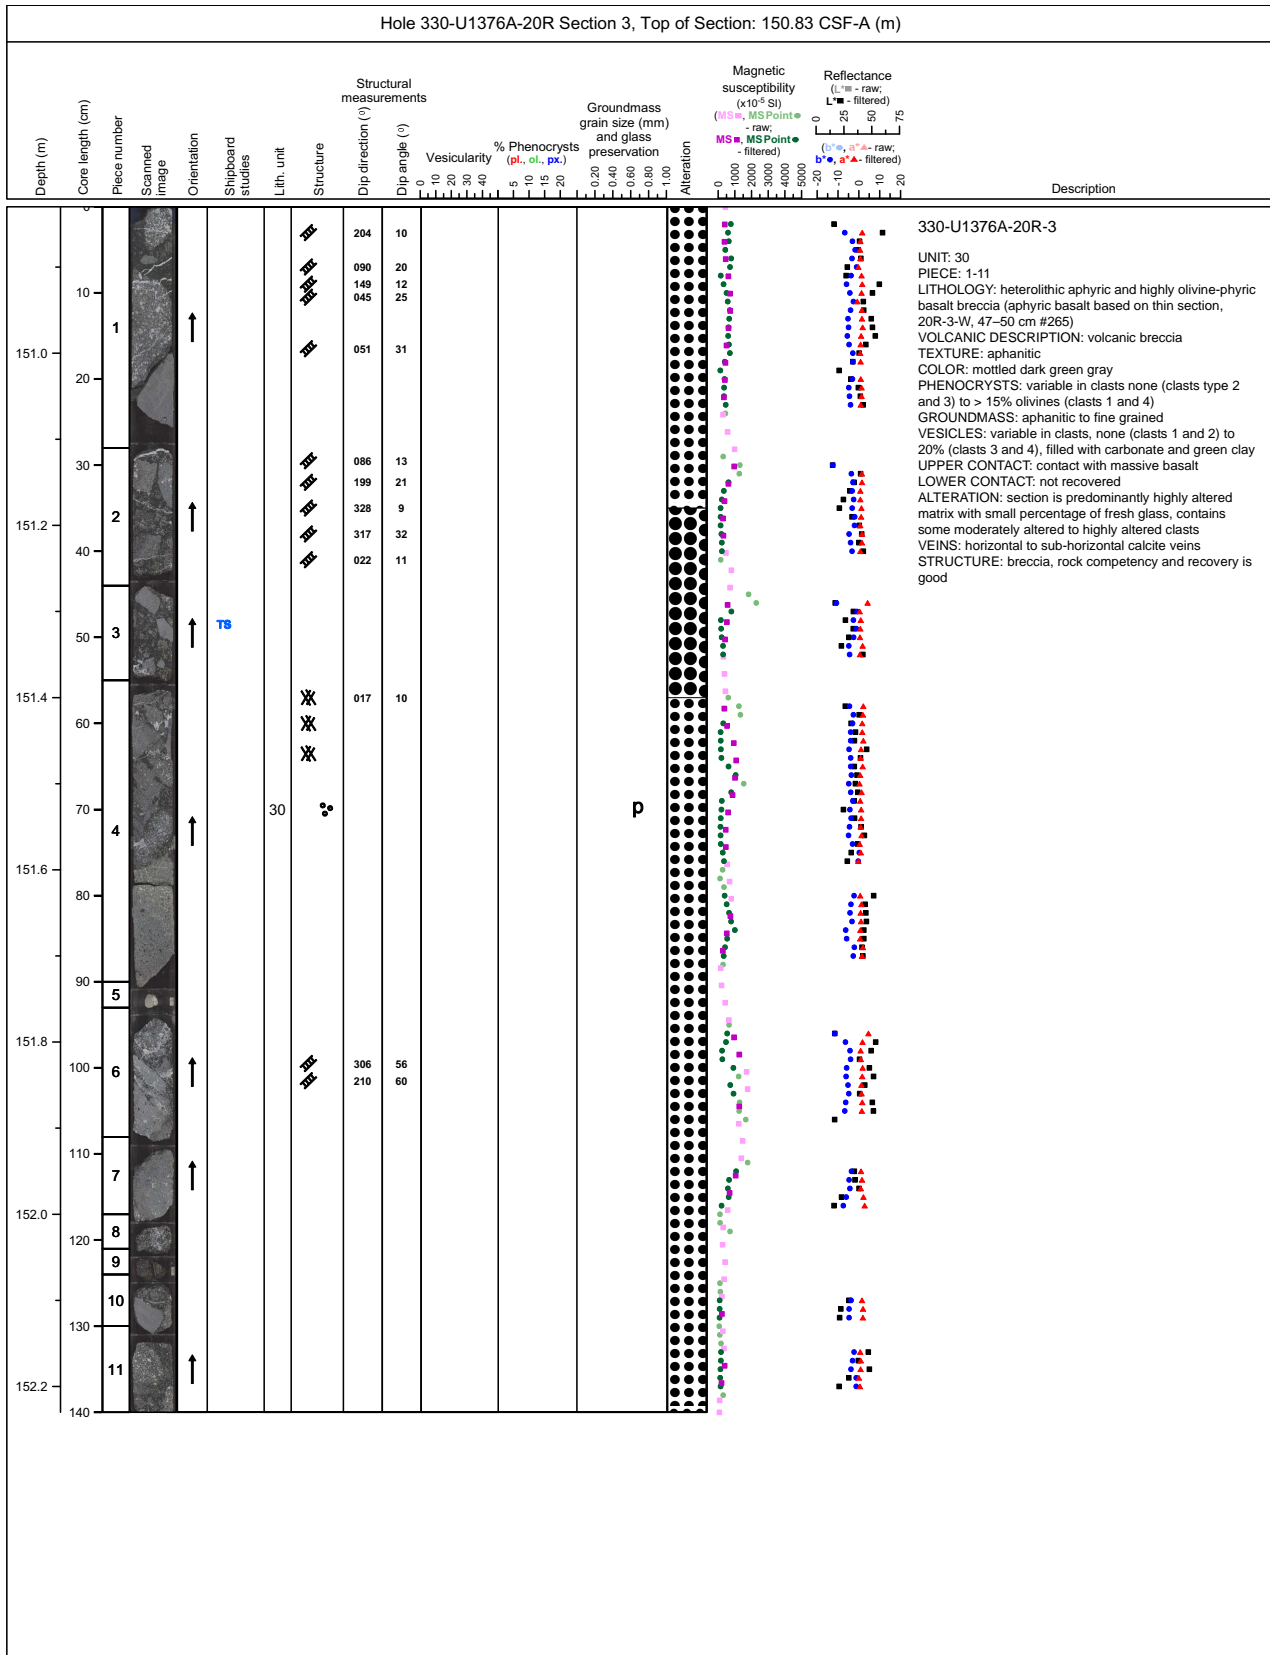 Hole 330-U1376A-20R Section 3, Top of Section: 150.83 CSF-A (m)
Depth (m)
Core length (cm)
Piece number
Scanned image
Orientation
Shipboard studies
Lith. unit
Structure
Structural measurements
Dip direction (°)
Dip angle (°)
Vesicularity
0 10 20 30 40
% Phenocrysts
(pl., ol., px.)
5 10 15 20
Groundmass
grain size (mm)
and glass
preservation
0.20 0.40 0.60 0.80 1.00
Alteration
Magnetic
susceptibility
(x10-5 SI)
(MS■, MSPoint●
- raw;
MS■, MSPoint●
- filtered)
0 1000 2000 3000 4000 5000
Reflectance
(L*■ - raw;
L*■ - filtered)
0 25 50 75
(b*●, a*▲- raw;
b*●, a*▲- filtered)
-20 -10 0 10 20
Description
151.0
151.2
151.4
151.6
151.8
152.0
152.2
0
10
20
30
40
50
60
70
80
90
100
110
120
130
140
1
2
3
4
5
6
7
8
9
10
11
TS
30
204 10
090 20
149 12
045 25
051 31
086 13
199 21
328 9
317 32
022 11
017 10
306 56
210 60
p
330-U1376A-20R-3
UNIT: 30
PIECE: 1-11
LITHOLOGY: heterolithic aphyric and highly olivine-phyric
basalt breccia (aphyric basalt based on thin section,
20R-3-W, 47–50 cm #265)
VOLCANIC DESCRIPTION: volcanic breccia
TEXTURE: aphanitic
COLOR: mottled dark green gray
PHENOCRYSTS: variable in clasts none (clasts type 2
and 3) to > 15% olivines (clasts 1 and 4)
GROUNDMASS: aphanitic to fine grained
VESICLES: variable in clasts, none (clasts 1 and 2) to
20% (clasts 3 and 4), filled with carbonate and green clay
UPPER CONTACT: contact with massive basalt
LOWER CONTACT: not recovered
ALTERATION: section is predominantly highly altered
matrix with small percentage of fresh glass, contains
some moderately altered to highly altered clasts
VEINS: horizontal to sub-horizontal calcite veins
STRUCTURE: breccia, rock competency and recovery is
good